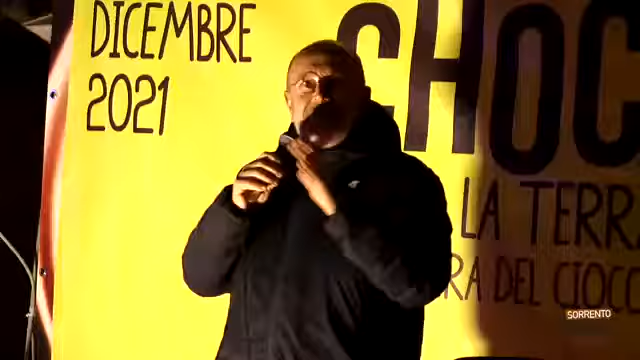 DICEMBRE
2021
CHOC
LA TERRA
RA DEL CIOCC
SORRENTO